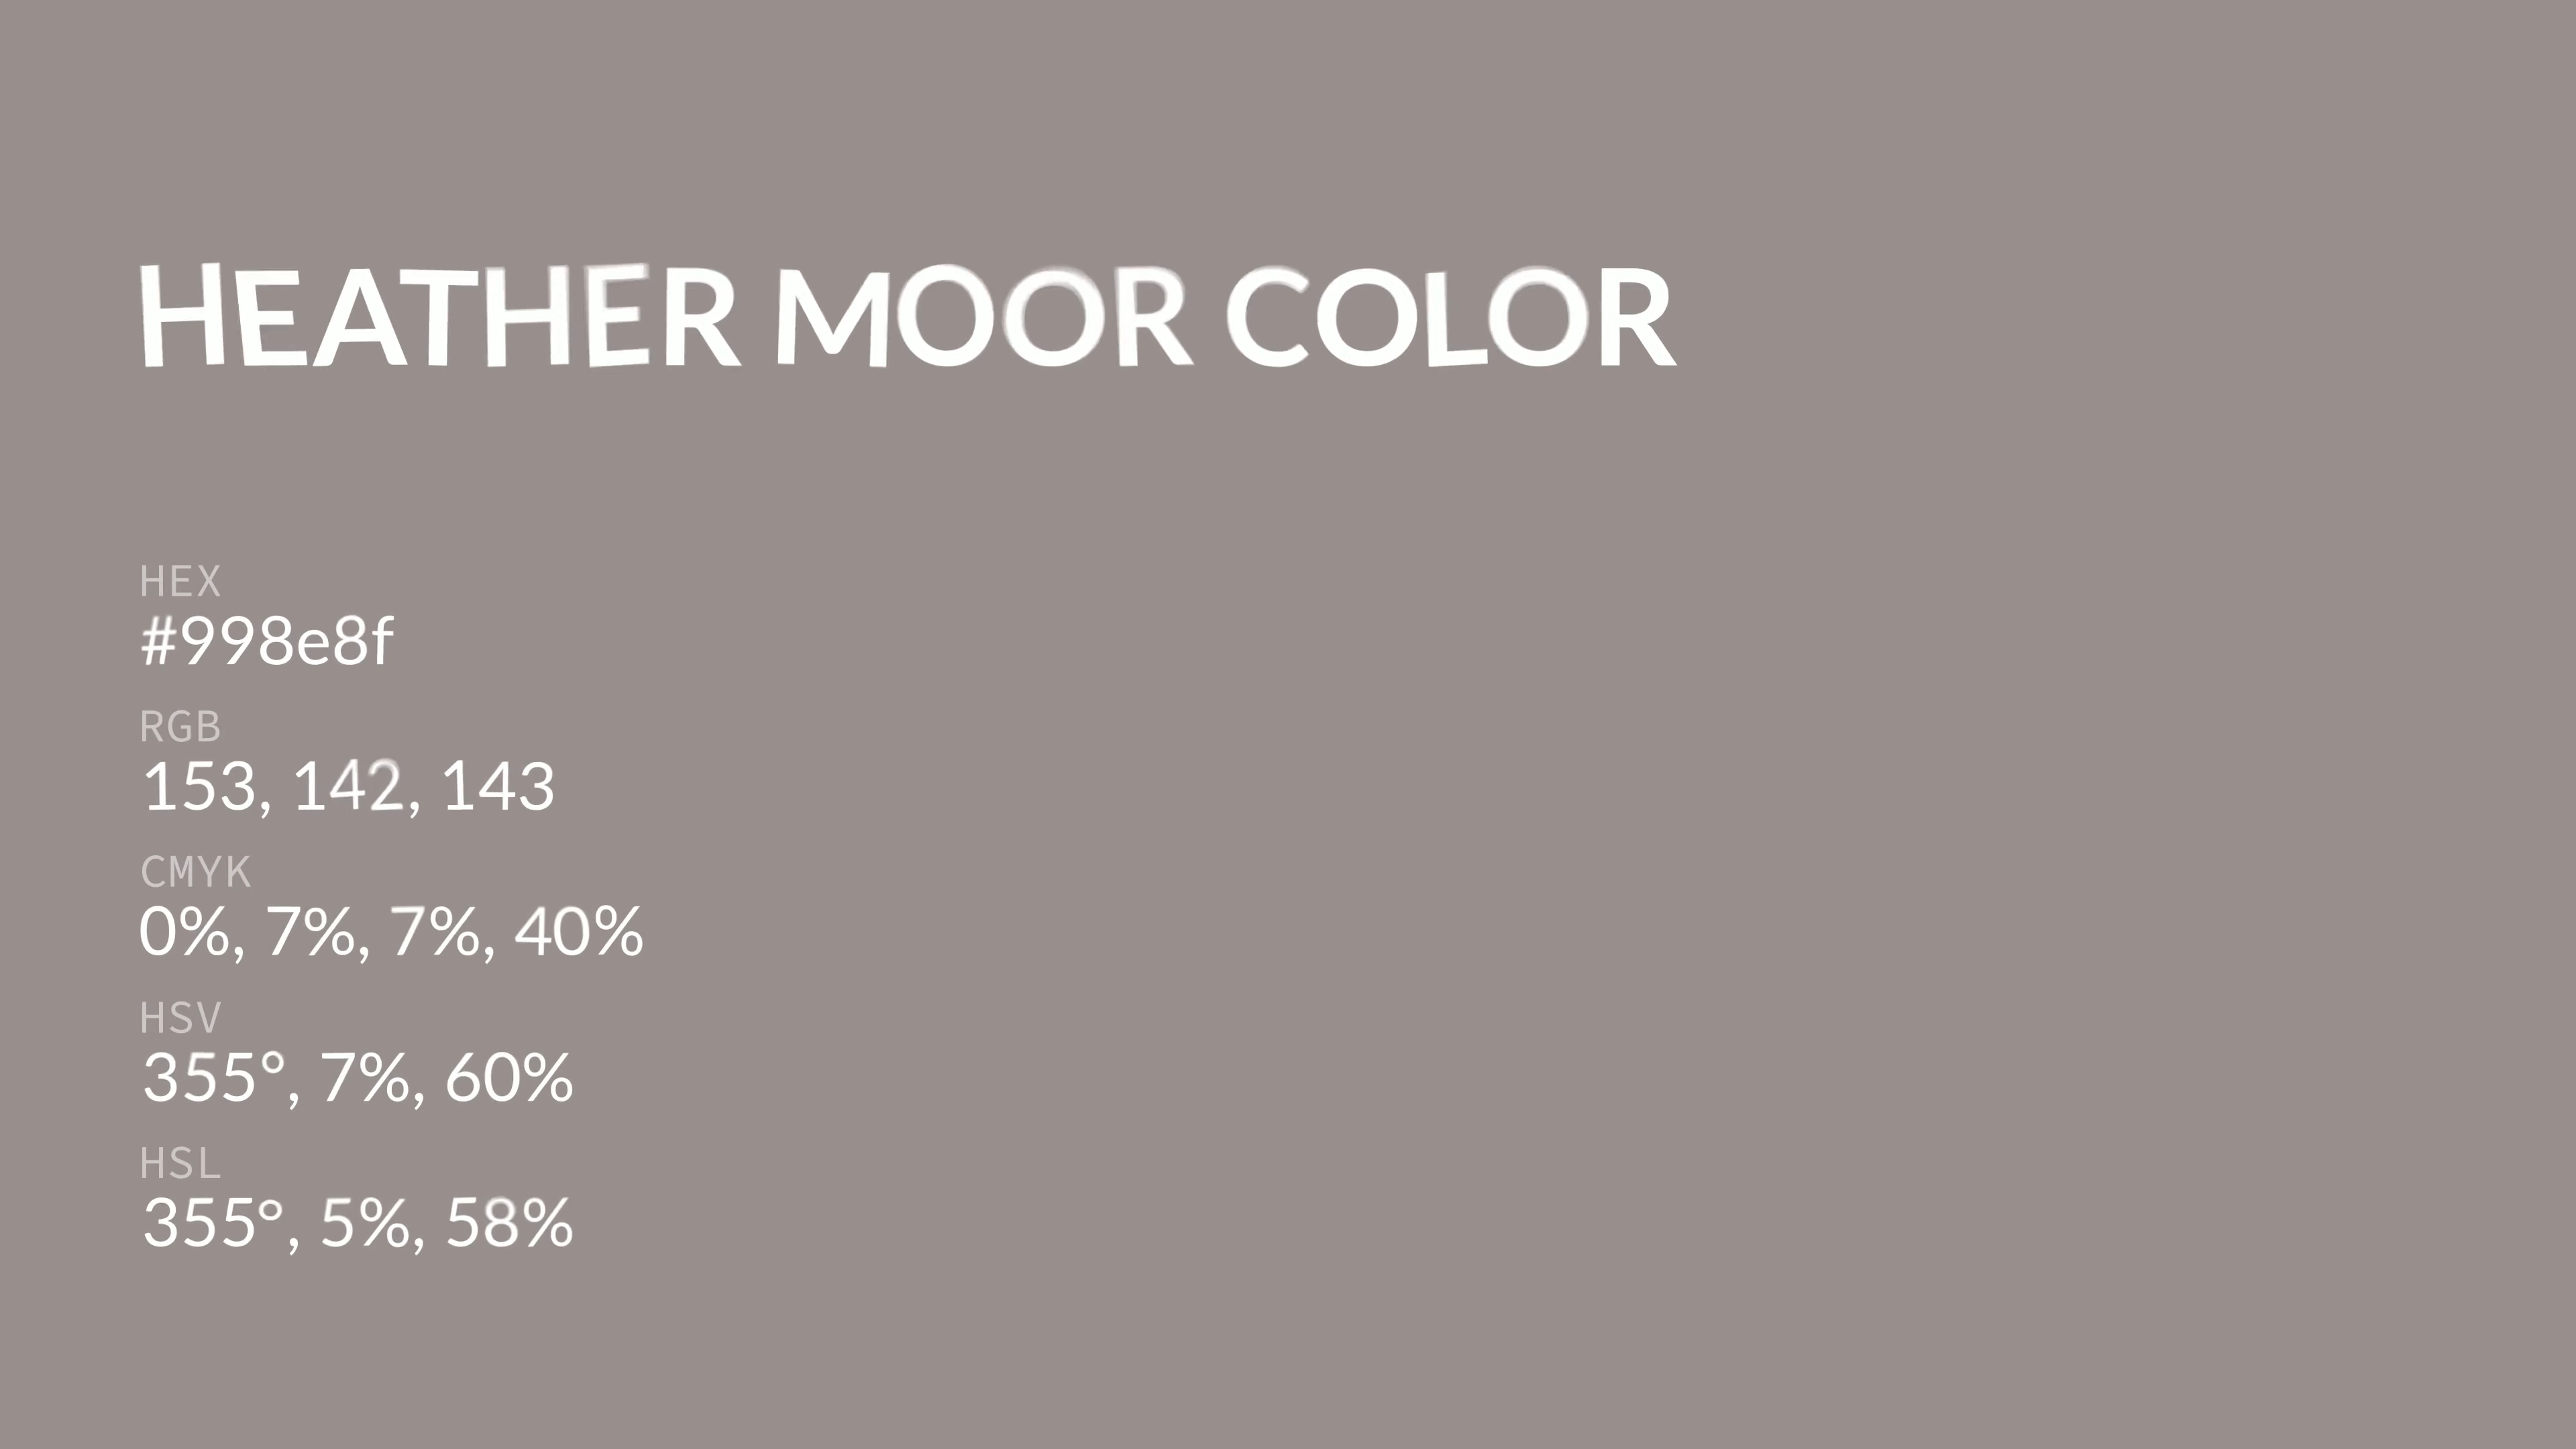 HEATHER MOOR COLOR
HEX
#998e8f
RGB
153, 142, 143
CMYK
0%, 7%, 7%, 40%
HSV
355°, 7%, 60%
HSL
355°, 5%, 58%